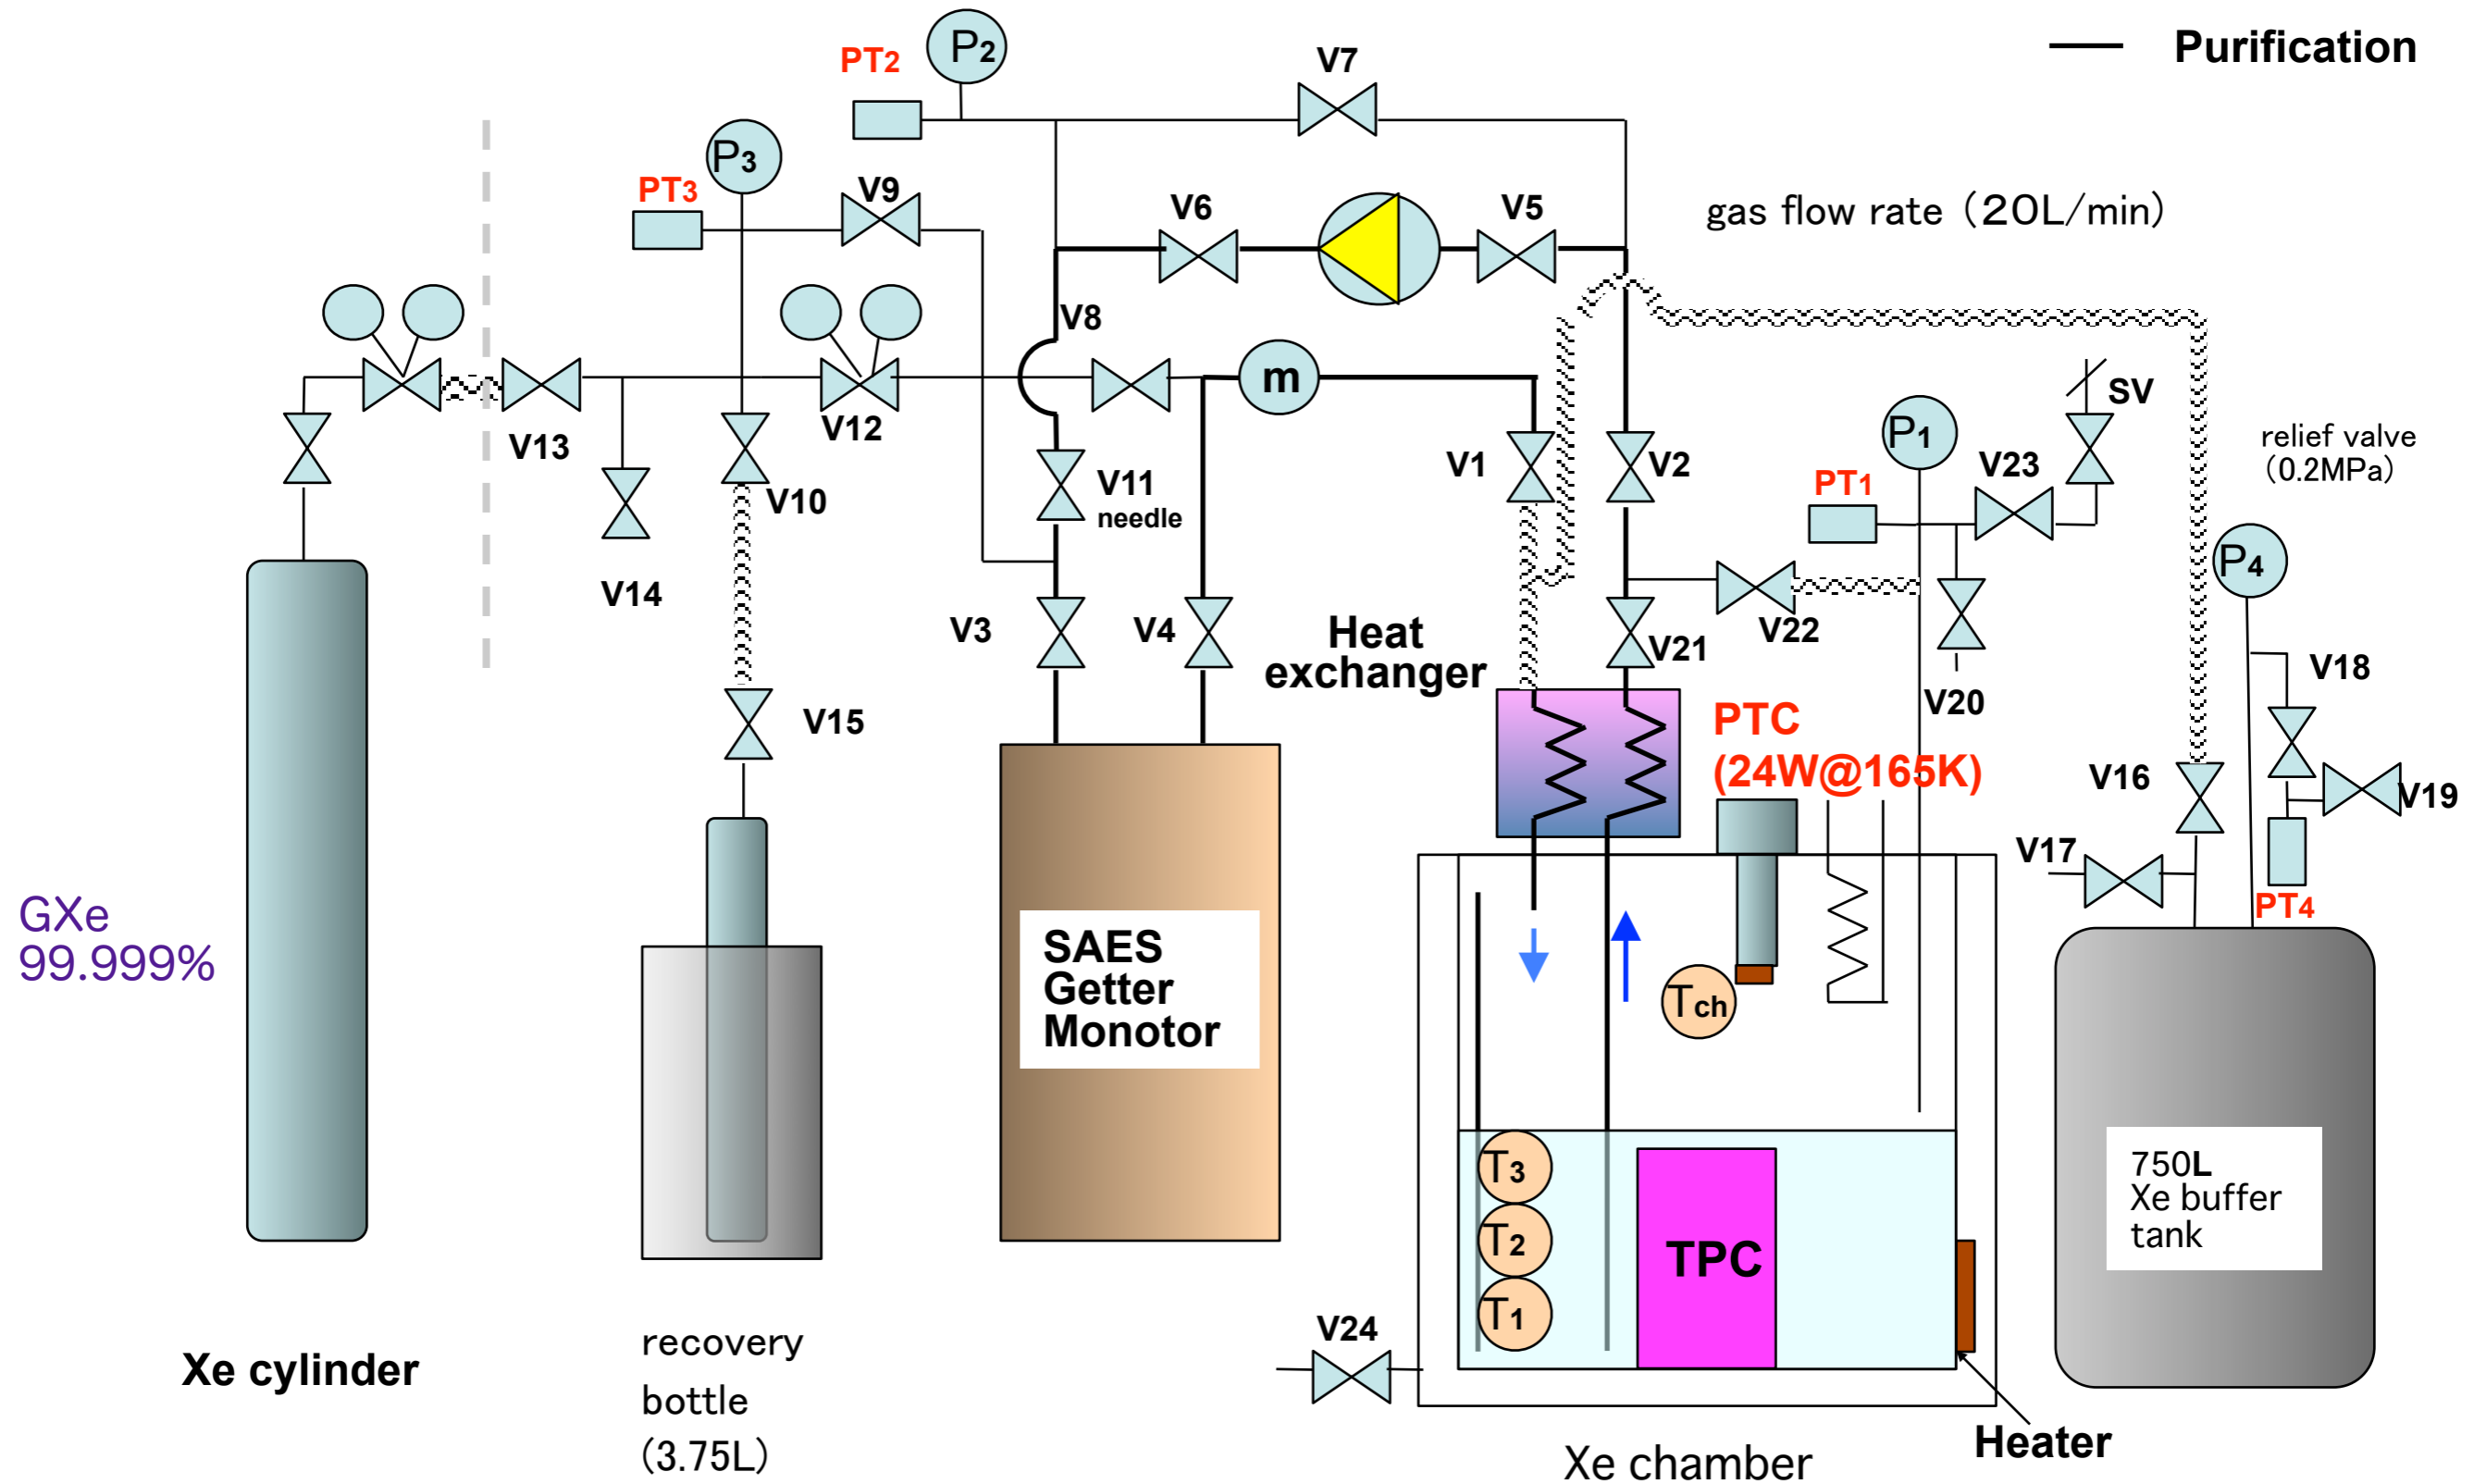 Purification
P2
PT2
V7
P3
PT3
V9
V6
V5
gas flow rate (20L/min)
V8
m
SV
V13
V12
V10
V11
needle
V1
V2
P1
V23
PT1
relief valve
(0.2MPa)
P4
V14
V3
V4
Heat
exchanger
V21
V22
V20
V18
V15
PTC
(24W@165K)
V16
V19
V17
PT4
GXe
99.999%
SAES
Getter
Monotor
Tch
T3
T2
T1
TPC
750L
Xe buffer
tank
V24
Xe cylinder
recovery
bottle
(3.75L)
Heater
Xe chamber